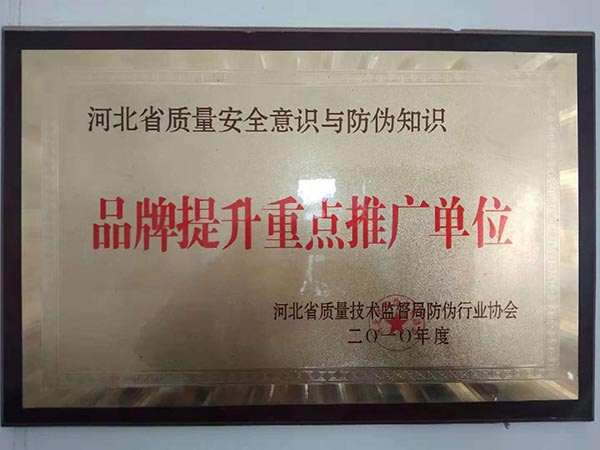 河北省质量安全意识与防伪知识
品牌提升重点推广单位
河北省质量技术监督局防伪行业协会
二〇一〇年度